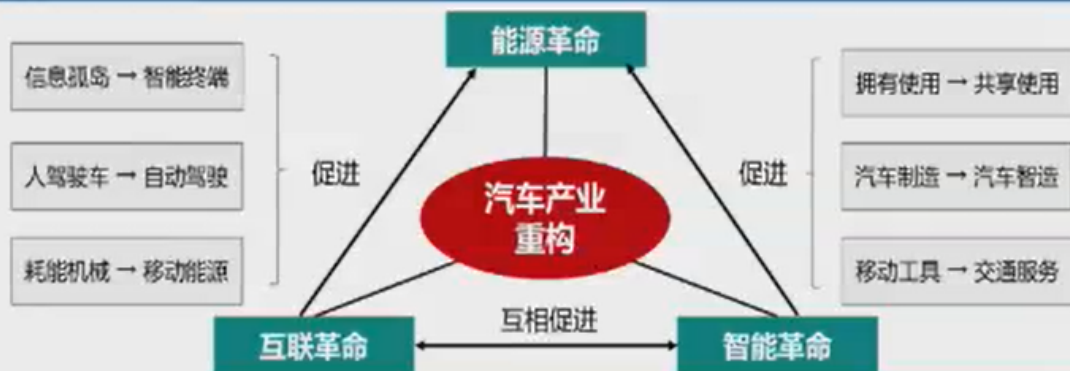 能源革命
信息孤岛 → 智能终端
人驾驶车 → 自动驾驶
耗能机械 → 移动能源
促进
汽车产业
重构
促进
拥有使用 → 共享使用
汽车制造 → 汽车智造
移动工具 → 交通服务
互相促进
互联革命
智能革命